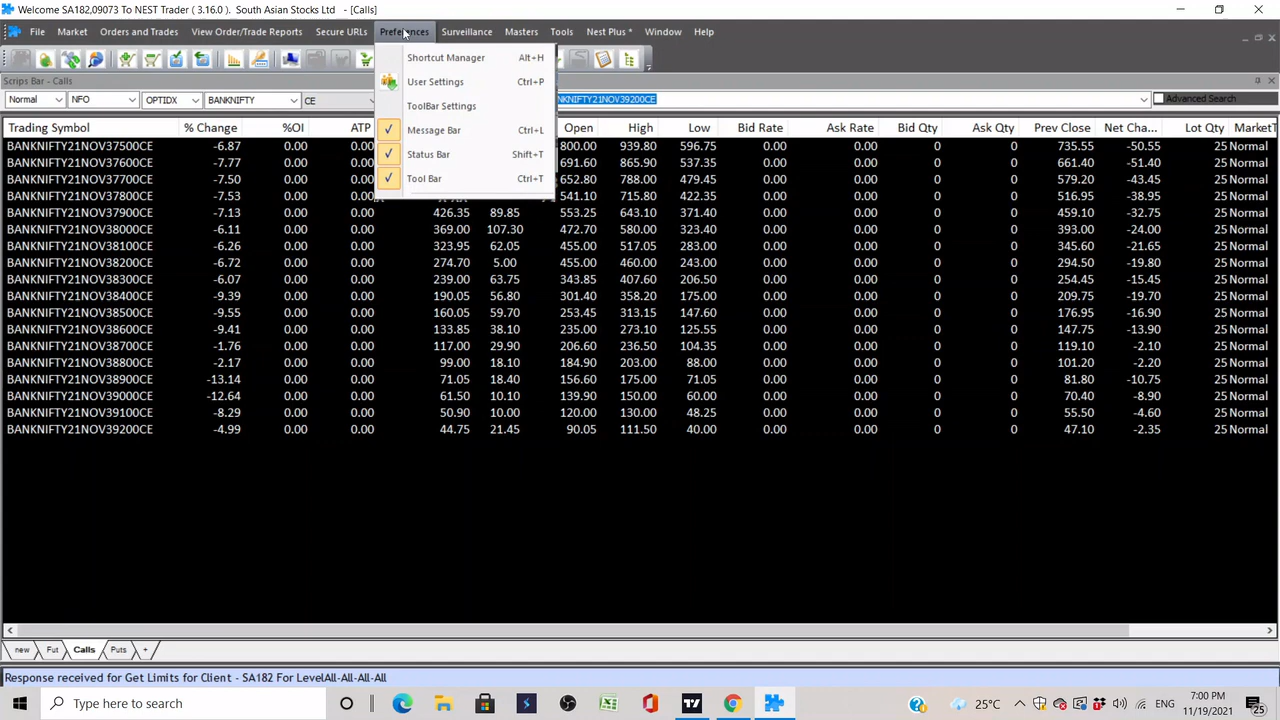 Welcome SA182,09073 To NEST Trader ( 3.16.0 ). South Asian Stocks Ltd - [Calls]
File Market Orders and Trades View Order/Trade Reports Secure URLs Preferences Surveillance Masters Tools Nest Plus * Window Help
Shortcut Manager Alt+H
User Settings Ctrl+P
ToolBar Settings
Message Bar Ctrl+L
Status Bar Shift+T
Tool Bar Ctrl+T
Scrips Bar - Calls
Normal NFO OPTIDX BANKNIFTY CE NKNIFTY21NOV39200CE Advanced Search
Trading Symbol % Change %OI ATP Open High Low Bid Rate Ask Rate Bid Qty Ask Qty Prev Close Net Cha... Lot Qty Market
BANKNIFTY21NOV37500CE -6.87 0.00 0.00 800.00 939.80 596.75 0.00 0.00 0 0 735.55 -50.55 25 Normal
BANKNIFTY21NOV37600CE -7.77 0.00 0.00 691.60 865.90 537.35 0.00 0.00 0 0 661.40 -51.40 25 Normal
BANKNIFTY21NOV37700CE -7.50 0.00 0.00 652.80 788.00 479.45 0.00 0.00 0 0 579.20 -43.45 25 Normal
BANKNIFTY21NOV37800CE -7.53 0.00 0.00 541.10 715.80 422.35 0.00 0.00 0 0 516.95 -38.95 25 Normal
BANKNIFTY21NOV37900CE -7.13 0.00 0.00 426.35 89.85 553.25 643.10 371.40 0.00 0.00 0 0 459.10 -32.75 25 Normal
BANKNIFTY21NOV38000CE -6.11 0.00 0.00 369.00 107.30 472.70 580.00 323.40 0.00 0.00 0 0 393.00 -24.00 25 Normal
BANKNIFTY21NOV38100CE -6.26 0.00 0.00 323.95 62.05 455.00 517.05 283.00 0.00 0.00 0 0 345.60 -21.65 25 Normal
BANKNIFTY21NOV38200CE -6.72 0.00 0.00 274.70 5.00 455.00 460.00 243.00 0.00 0.00 0 0 294.50 -19.80 25 Normal
BANKNIFTY21NOV38300CE -6.07 0.00 0.00 239.00 63.75 343.85 407.60 206.50 0.00 0.00 0 0 254.45 -15.45 25 Normal
BANKNIFTY21NOV38400CE -9.39 0.00 0.00 190.05 56.80 301.40 358.20 175.00 0.00 0.00 0 0 209.75 -19.70 25 Normal
BANKNIFTY21NOV38500CE -9.55 0.00 0.00 160.05 59.70 253.45 313.15 147.60 0.00 0.00 0 0 176.95 -16.90 25 Normal
BANKNIFTY21NOV38600CE -9.41 0.00 0.00 133.85 38.10 235.00 273.10 125.55 0.00 0.00 0 0 147.75 -13.90 25 Normal
BANKNIFTY21NOV38700CE -1.76 0.00 0.00 117.00 29.90 206.60 236.50 104.35 0.00 0.00 0 0 119.10 -2.10 25 Normal
BANKNIFTY21NOV38800CE -2.17 0.00 0.00 99.00 18.10 184.90 203.00 88.00 0.00 0.00 0 0 101.20 -2.20 25 Normal
BANKNIFTY21NOV38900CE -13.14 0.00 0.00 71.05 18.40 156.60 175.00 71.05 0.00 0.00 0 0 81.80 -10.75 25 Normal
BANKNIFTY21NOV39000CE -12.64 0.00 0.00 61.50 10.10 139.90 150.00 60.00 0.00 0.00 0 0 70.40 -8.90 25 Normal
BANKNIFTY21NOV39100CE -8.29 0.00 0.00 50.90 10.00 120.00 130.00 48.25 0.00 0.00 0 0 55.50 -4.60 25 Normal
BANKNIFTY21NOV39200CE -4.99 0.00 0.00 44.75 21.45 90.05 111.50 40.00 0.00 0.00 0 0 47.10 -2.35 25 Normal
new Fut Calls Puts +
Response received for Get Limits for Client - SA182 For LevelAll-All-All-All
Type here to search 25°C ENG 7:00 PM
11/19/2021 25